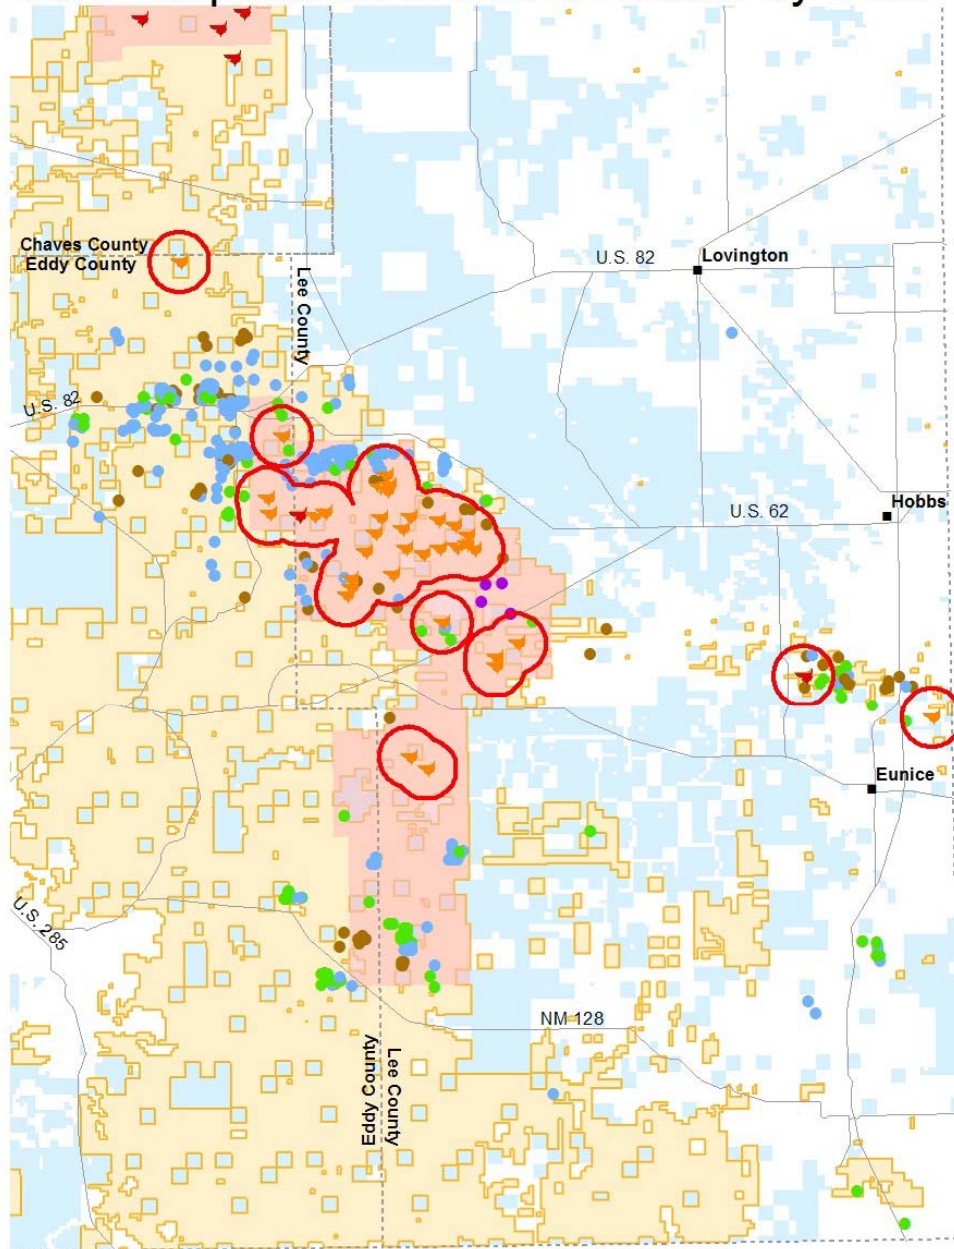 Chaves County
Eddy County
U.S. 82
Lovington
Lee County
U.S. 82
U.S. 62
Hobbs
Eunice
U.S. 285
NM 128
Eddy County
Lee County